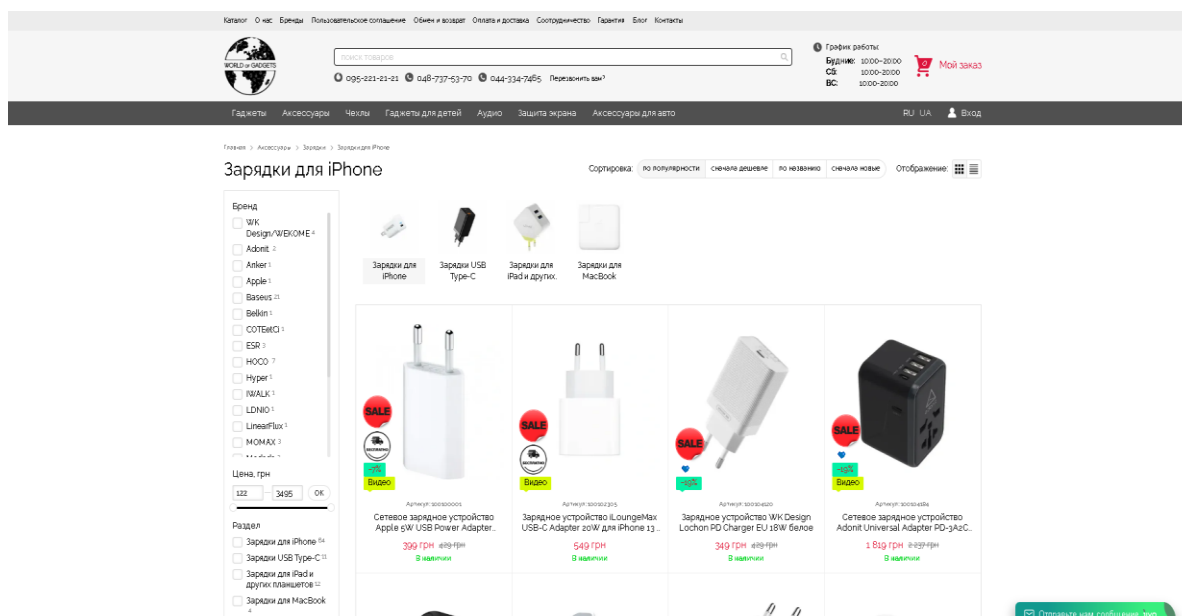 Каталог О нас Бренды Пользовательское соглашение Обмен и возврат Оплата и доставка Сотрудничество Гарантия Блог Контакты
WORLD OF GADGETS
поиск товаров
095-221-21-21 048-737-53-70 044-334-7465 Перезвонить вам?
График работы:
Будние: 10:00-20:00
Сб: 10:00-20:00
ВС: 10:00-20:00
0 Мой заказ
Гаджеты Аксессуары Чехлы Гаджеты для детей Аудио Защита экрана Аксессуары для авто RU UA Вход
Главная > Аксессуары > Зарядки > Зарядки для iPhone
Зарядки для iPhone
Сортировка: по популярности сначала дешевле по названию сначала новые Отображение:
Бренд
WK
Design/WEKOME 4
Adonit 2
Anker 1
Apple 1
Baseus 21
Belkin 1
COTEetCI 1
ESR 3
HOCO 7
Hyper 1
IWALK 1
LDNIO 1
LinearFlux 1
MOMAX 3
Цена, грн
122 — 3495 OK
Раздел
Зарядки для iPhone 64
Зарядки USB Type-C 11
Зарядки для iPad и
других планшетов 12
Зарядки для MacBook
4
Зарядки для
iPhone
Зарядки USB
Type-C
Зарядки для
iPad и других.
Зарядки для
MacBook
SALE
БЕСПЛАТНО
-7%
Видео
Артикул: 100100001
Сетевое зарядное устройство
Apple 5W USB Power Adapter..
399 грн 429 грн
В наличии
SALE
БЕСПЛАТНО
Видео
Артикул: 100102305
Зарядное устройство iLoungeMax
USB-C Adapter 20W для iPhone 13...
549 грн
В наличии
SALE
-19%
Артикул: 100104120
Зарядное устройство WK Design
Lochon PD Charger EU 18W белое
349 грн 429 грн
В наличии
SALE
-19%
Видео
Артикул: 100104184
Сетевое зарядное устройство
Adonit Universal Adapter PD-3A2C..
1 819 грн 2 237 грн
В наличии
Отправьте нам сообщение